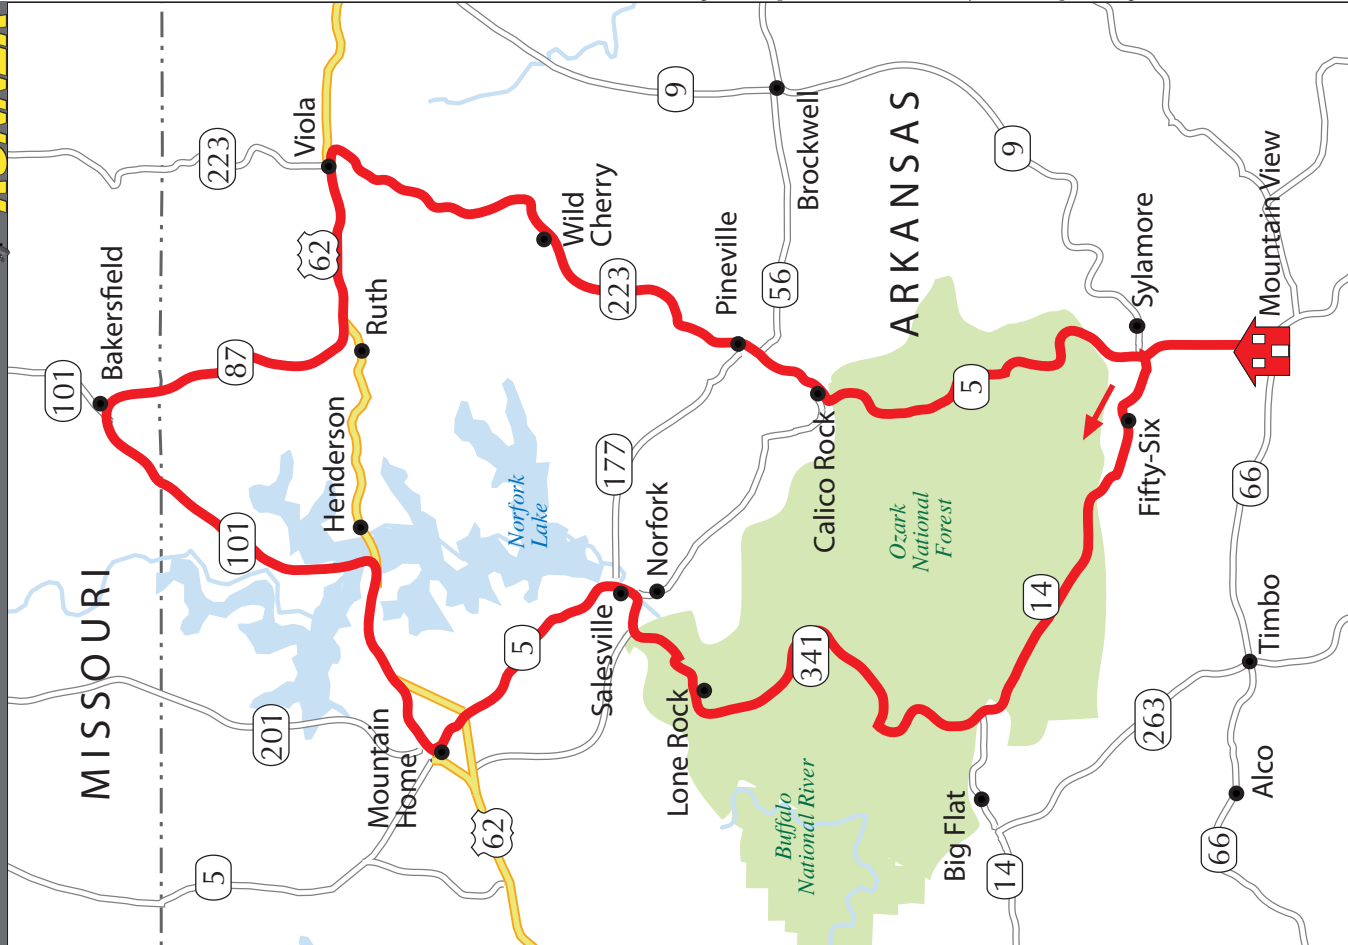 101
MISSOURI
Bakersfield
5
223
87
101
201
Viola
62
Henderson
Ruth
Mountain
Home
62
Norfork
Lake
5
Wild
Cherry
Salesville
177
223
Norfork
9
Lone Rock
Pineville
56
Buffalo
National River
Brockwell
341
Calico Rock
Ozark
National
Forest
ARKANSAS
Big Flat
5
14
9
14
Sylamore
Fifty-Six
263
66
66
Alco
Timbo
Mountain View